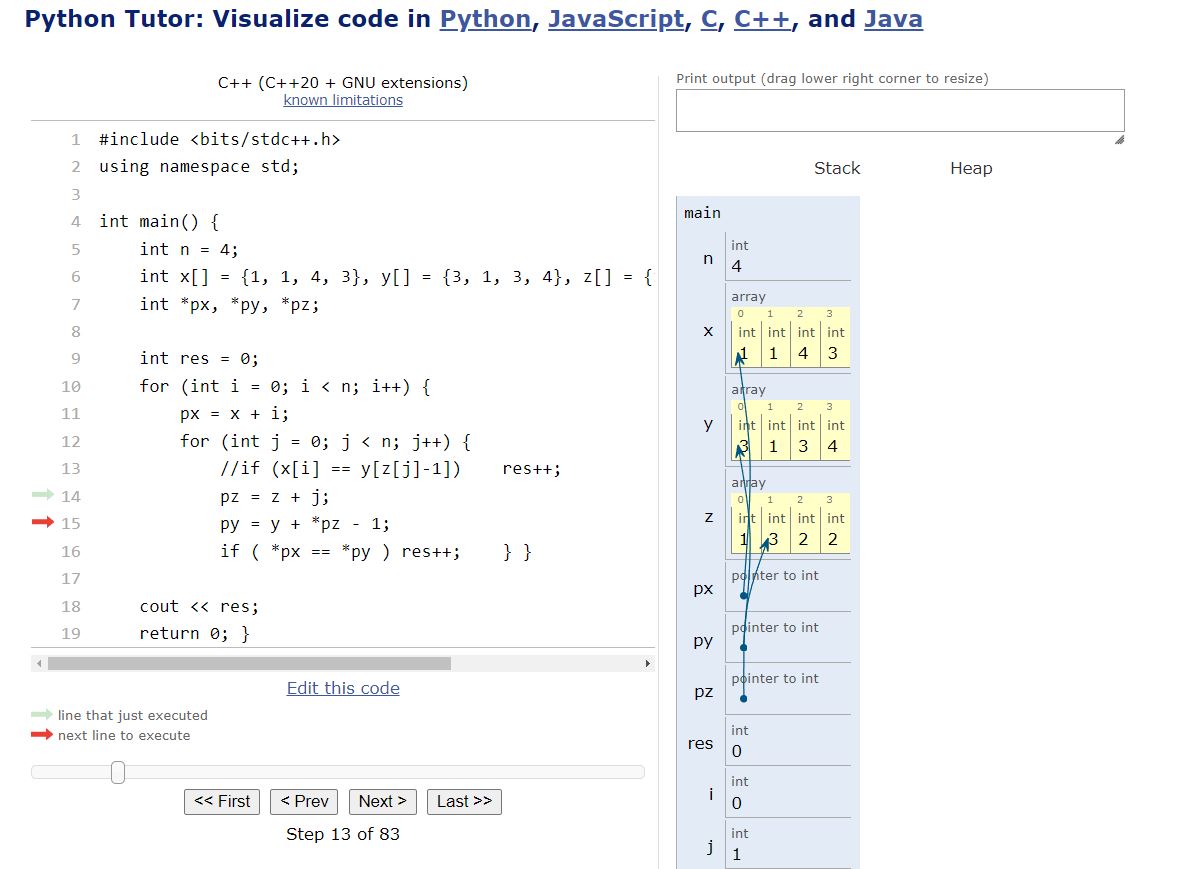 Python Tutor: Visualize code in Python, JavaScript, C, C++, and Java
C++ (C++20 + GNU extensions)
known limitations
1 #include <bits/stdc++.h>
2 using namespace std;
3
4 int main() {
5 int n = 4;
6 int x[] = {1, 1, 4, 3}, y[] = {3, 1, 3, 4}, z[] = {
7 int *px, *py, *pz;
8
9 int res = 0;
10 for (int i = 0; i < n; i++) {
11 px = x + i;
12 for (int j = 0; j < n; j++) {
13 //if (x[i] == y[z[j]-1]) res++;
14 pz = z + j;
15 py = y + *pz - 1;
16 if ( *px == *py ) res++; } }
17
18 cout << res;
19 return 0; }
Edit this code
line that just executed
next line to execute
<< First < Prev Next > Last >>
Step 13 of 83
Print output (drag lower right corner to resize)
Stack Heap
main
n int
4
x array
0 1 2 3
int int int int
1 1 4 3
y array
0 1 2 3
int int int int
3 1 3 4
z array
0 1 2 3
int int int int
1 3 2 2
px pointer to int
py pointer to int
pz pointer to int
res int
0
i int
0
j int
1